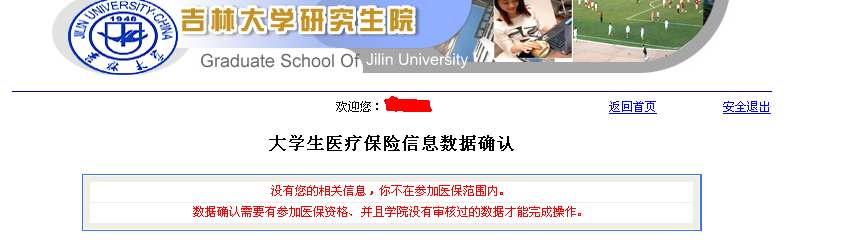 JILIN UNIVERSITY·CHINA
1946
吉林大学
吉林大学研究生院
Graduate School Of Jilin University
欢迎您：
返回首页 安全退出
大学生医疗保险信息数据确认
没有您的相关信息，你不在参加医保范围内。
数据确认需要有参加医保资格、并且学院没有审核过的数据才能完成操作。